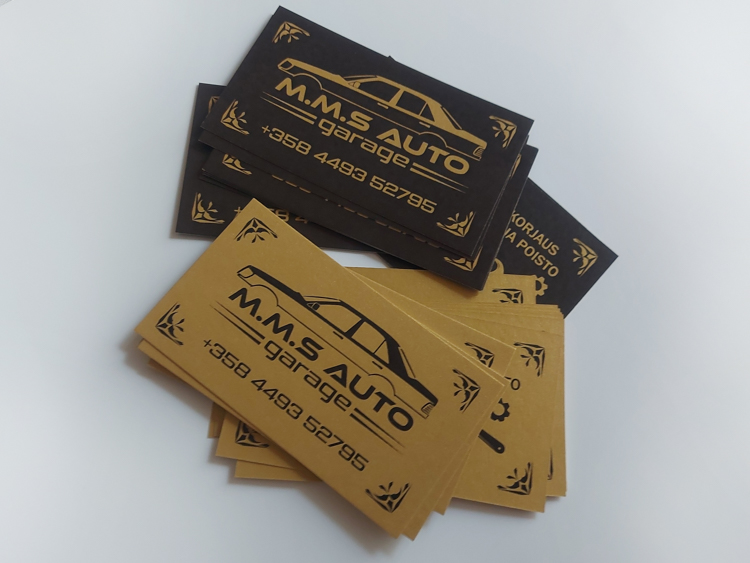 M.M.S AUTO
garage
+358 4493 52795
KORJAUS
POISTO
M.M.S AUTO
garage
+358 4493 52795